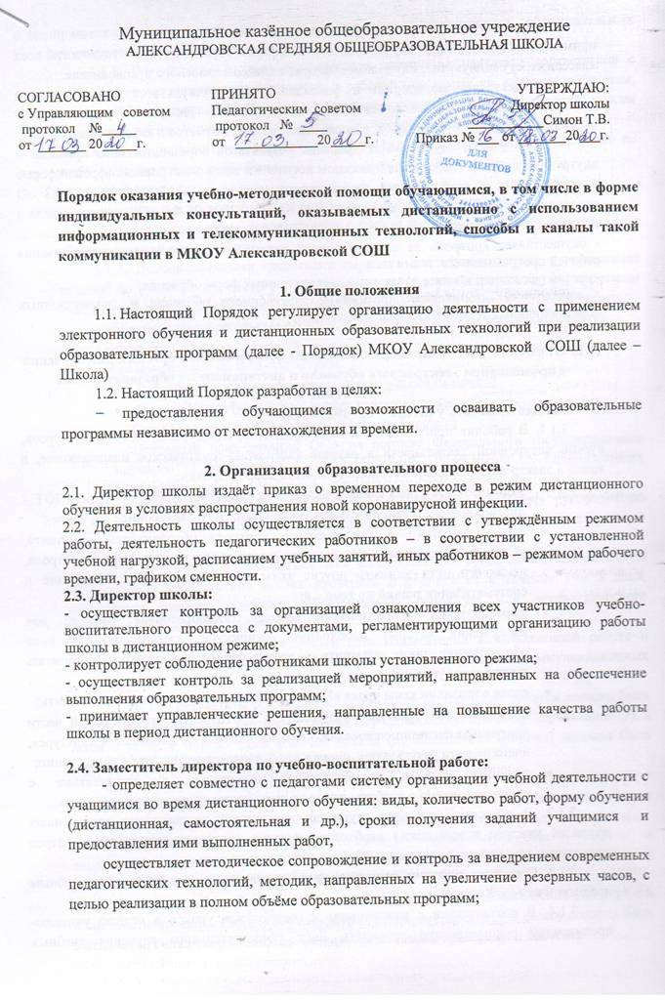 Муниципальное казённое общеобразовательное учреждение
АЛЕКСАНДРОВСКАЯ СРЕДНЯЯ ОБЩЕОБРАЗОВАТЕЛЬНАЯ ШКОЛА
СОГЛАСОВАНО ПРИНЯТО УТВЕРЖДАЮ:
с Управляющим советом Педагогическим советом Директор школы
протокол № 4 протокол № 5 Симон Т.В.
от 17 03 2020 г. от 17.03. 2020 г. Приказ № 16 от 18.03 2020 г.
ДЛЯ
ДОКУМЕНТОВ
Порядок оказания учебно-методической помощи обучающимся, в том числе в форме
индивидуальных консультаций, оказываемых дистанционно с использованием
информационных и телекоммуникационных технологий, способы и каналы такой
коммуникации в МКОУ Александровской СОШ
1. Общие положения
1.1. Настоящий Порядок регулирует организацию деятельности с применением
электронного обучения и дистанционных образовательных технологий при реализации
образовательных программ (далее - Порядок) МКОУ Александровской СОШ (далее –
Школа)
1.2. Настоящий Порядок разработан в целях:
– предоставления обучающимся возможности осваивать образовательные
программы независимо от местонахождения и времени.
2. Организация образовательного процесса
2.1. Директор школы издаёт приказ о временном переходе в режим дистанционного
обучения в условиях распространения новой коронавирусной инфекции.
2.2. Деятельность школы осуществляется в соответствии с утверждённым режимом
работы, деятельность педагогических работников – в соответствии с установленной
учебной нагрузкой, расписанием учебных занятий, иных работников – режимом рабочего
времени, графиком сменности.
2.3. Директор школы:
- осуществляет контроль за организацией ознакомления всех участников учебно-
воспитательного процесса с документами, регламентирующими организацию работы
школы в дистанционном режиме;
- контролирует соблюдение работниками школы установленного режима;
- осуществляет контроль за реализацией мероприятий, направленных на обеспечение
выполнения образовательных программ;
- принимает управленческие решения, направленные на повышение качества работы
школы в период дистанционного обучения.
2.4. Заместитель директора по учебно-воспитательной работе:
- определяет совместно с педагогами систему организации учебной деятельности с
учащимися во время дистанционного обучения: виды, количество работ, форму обучения
(дистанционная, самостоятельная и др.), сроки получения заданий учащимися и
предоставления ими выполненных работ,
осуществляет методическое сопровождение и контроль за внедрением современных
педагогических технологий, методик, направленных на увеличение резервных часов, с
целью реализации в полном объёме образовательных программ;